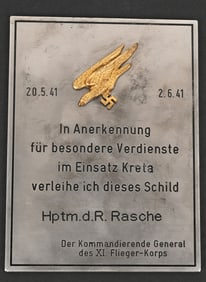 20.5.41 2.6.41
In Anerkennung
für besondere Verdienste
im Einsatz Kreta
verleihe ich dieses Schild
Hptm.d.R. Rasche
Der Kommandierende General
des XI. Flieger-Korps